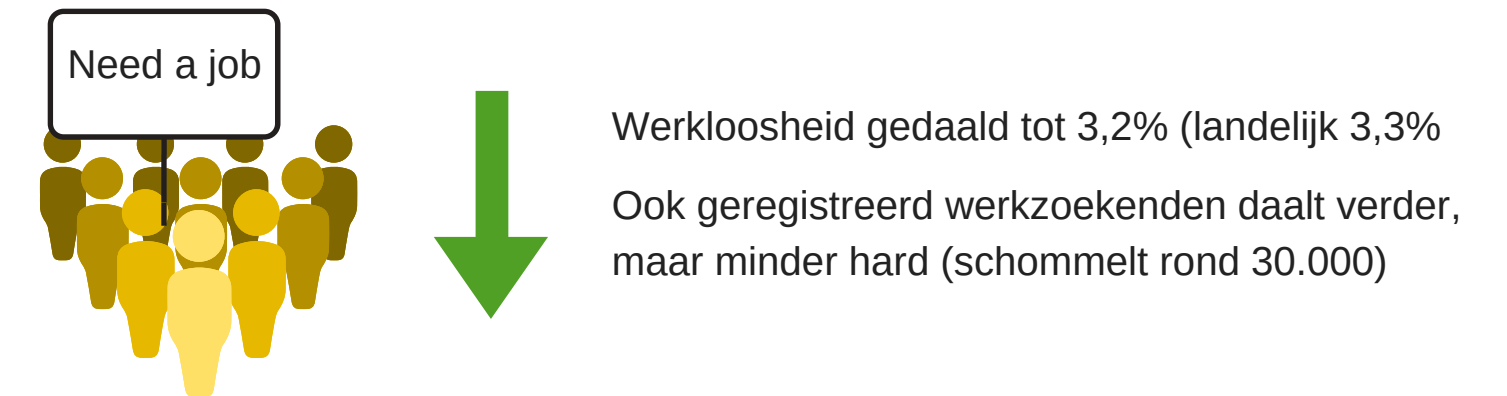 Need a job
Werkloosheid gedaald tot 3,2% (landelijk 3,3%
Ook geregistreerd werkzoekenden daalt verder,
maar minder hard (schommelt rond 30.000)